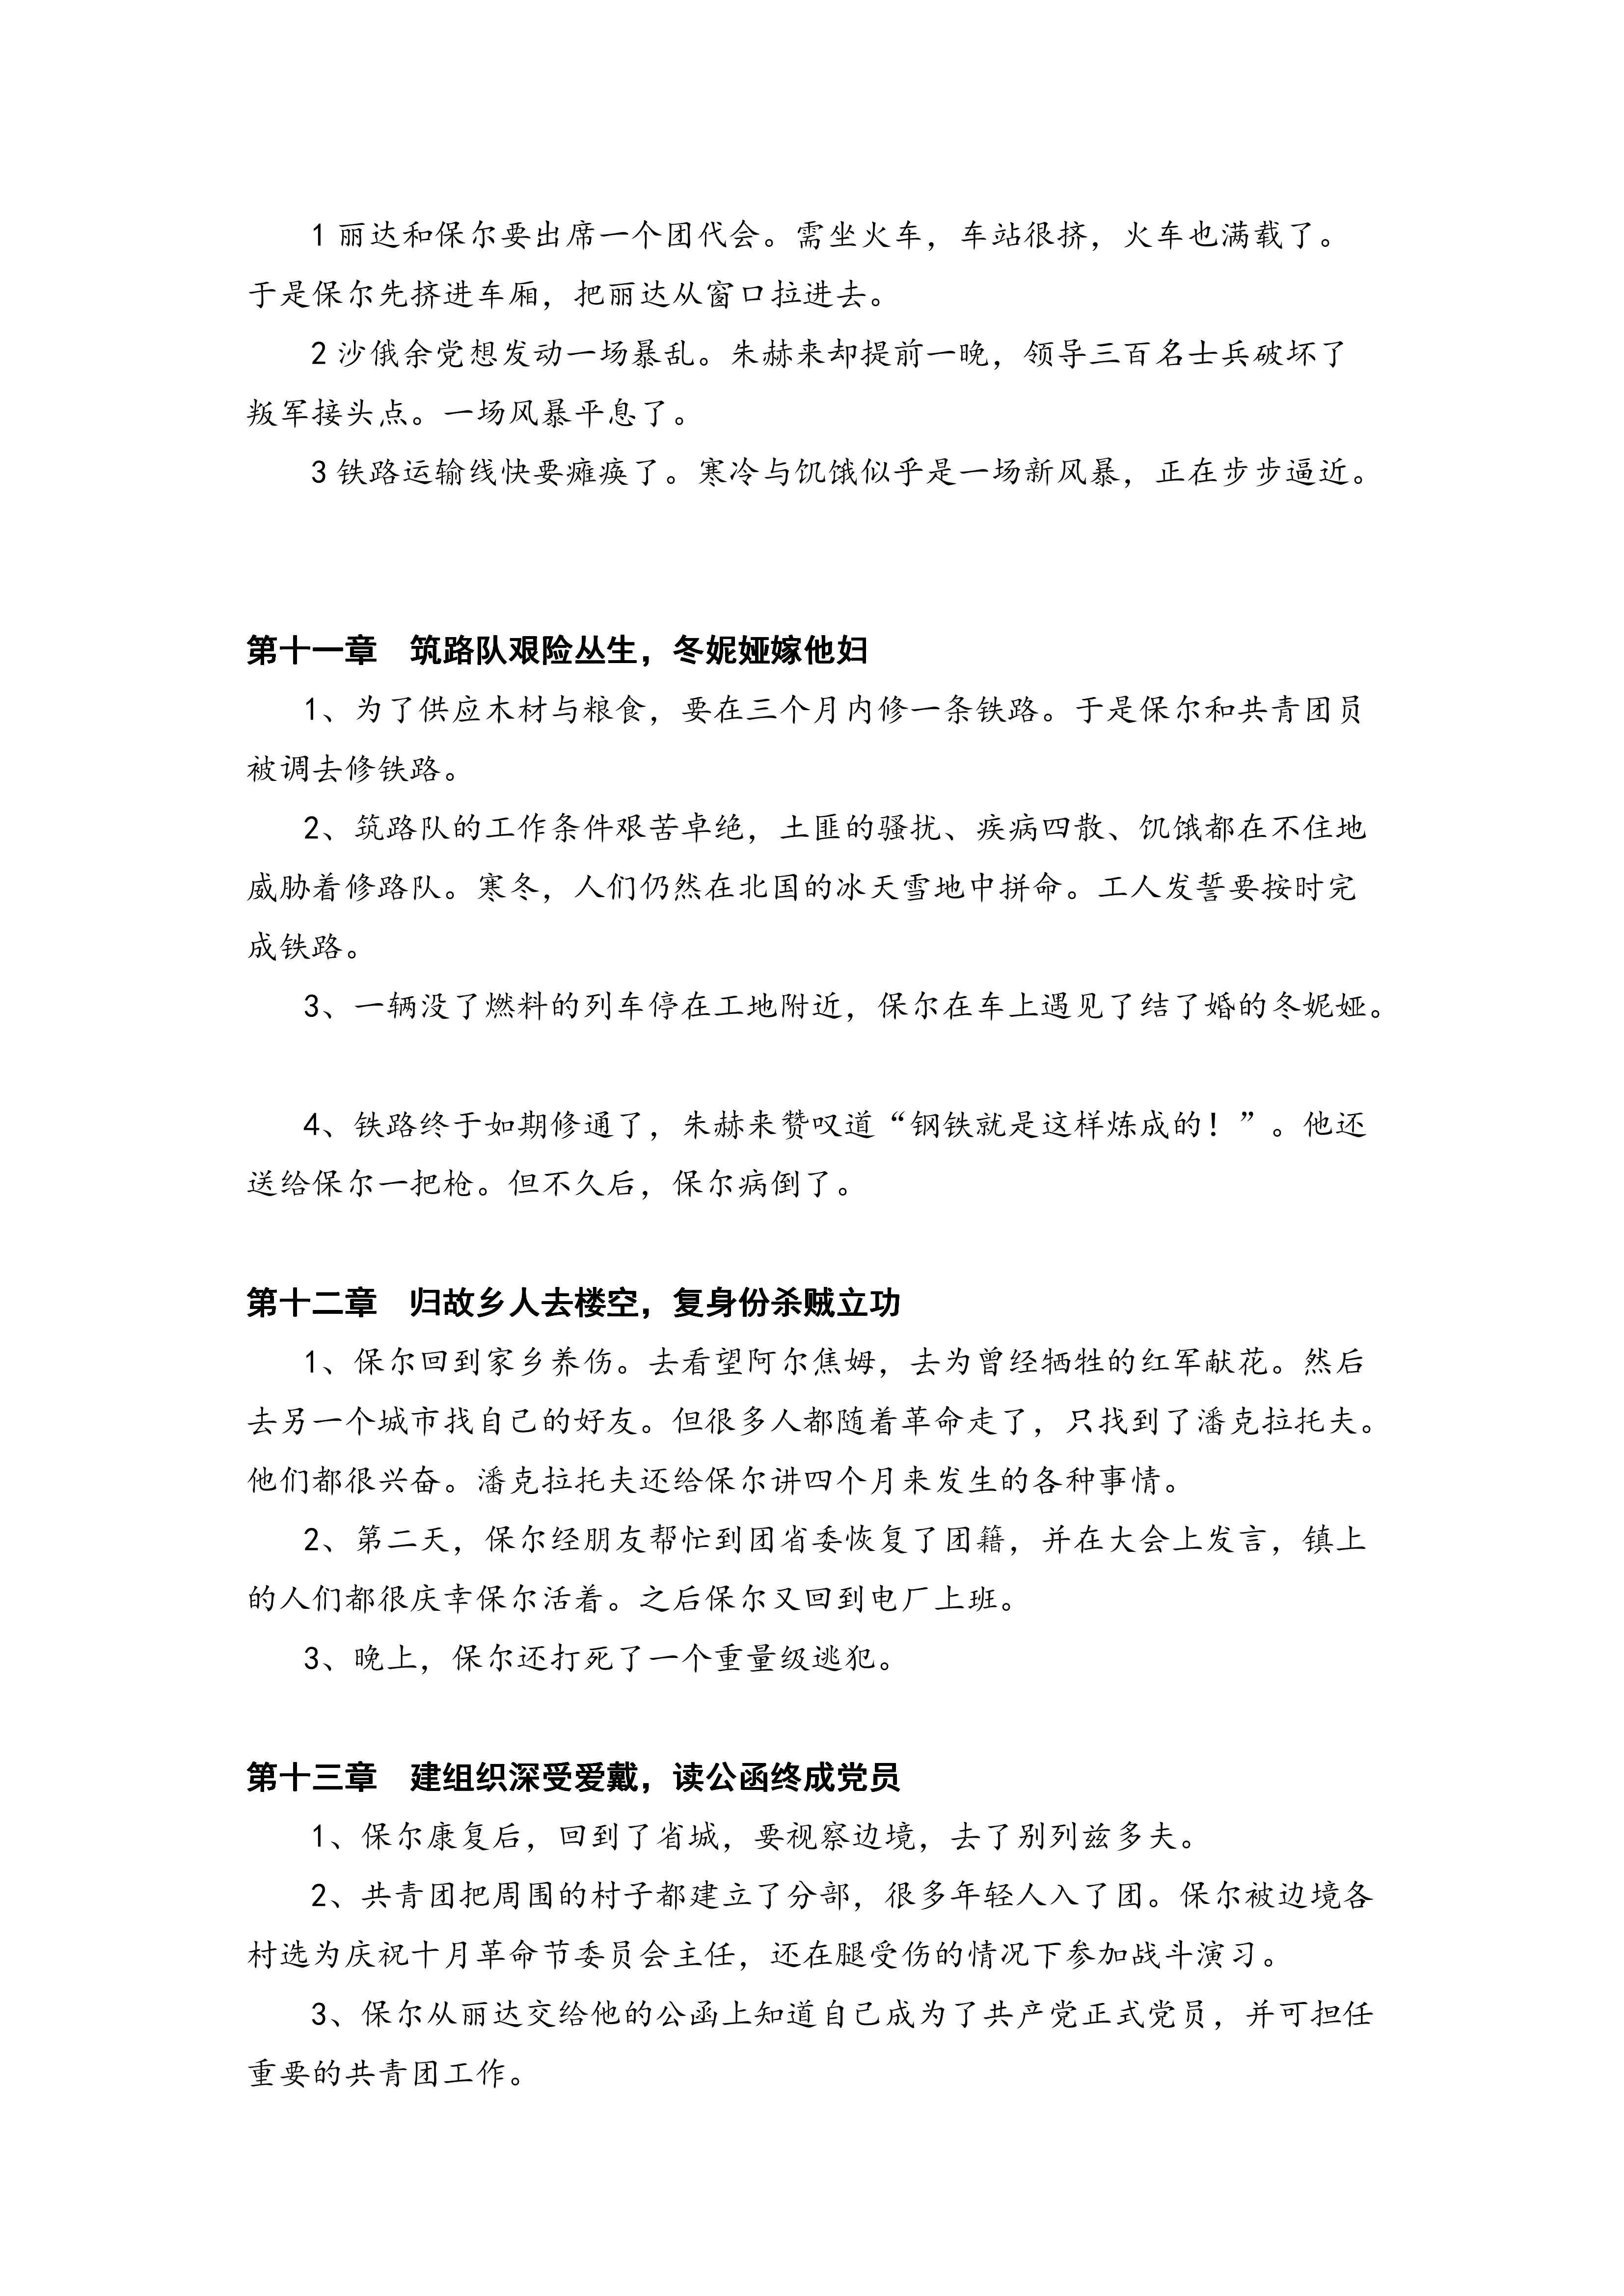 1 丽达和保尔要出席一个团代会。需坐火车，车站很挤，火车也满载了。
于是保尔先挤进车厢，把丽达从窗口拉进去。
2 沙俄余党想发动一场暴乱。朱赫来却提前一晚，领导三百名士兵破坏了
叛军接头点。一场风暴平息了。
3 铁路运输线快要瘫痪了。寒冷与饥饿似乎是一场新风暴，正在步步逼近。
第十一章　筑路队艰险丛生，冬妮娅嫁他妇
1、为了供应木材与粮食，要在三个月内修一条铁路。于是保尔和共青团员
被调去修铁路。
2、筑路队的工作条件艰苦卓绝，土匪的骚扰、疾病四散、饥饿都在不住地
威胁着修路队。寒冬，人们仍然在北国的冰天雪地中拼命。工人发誓要按时完
成铁路。
3、一辆没了燃料的列车停在工地附近，保尔在车上遇见了结了婚的冬妮娅。
4、铁路终于如期修通了，朱赫来赞叹道“钢铁就是这样炼成的！”。他还
送给保尔一把枪。但不久后，保尔病倒了。
第十二章　归故乡人去楼空，复身份杀贼立功
1、保尔回到家乡养伤。去看望阿尔焦姆，去为曾经牺牲的红军献花。然后
去另一个城市找自己的好友。但很多人都随着革命走了，只找到了潘克拉托夫。
他们都很兴奋。潘克拉托夫还给保尔讲四个月来发生的各种事情。
2、第二天，保尔经朋友帮忙到团省委恢复了团籍，并在大会上发言，镇上
的人们都很庆幸保尔活着。之后保尔又回到电厂上班。
3、晚上，保尔还打死了一个重量级逃犯。
第十三章　建组织深受爱戴，读公函终成党员
1、保尔康复后，回到了省城，要视察边境，去了别列兹多夫。
2、共青团把周围的村子都建立了分部，很多年轻人入了团。保尔被边境各
村选为庆祝十月革命节委员会主任，还在腿受伤的情况下参加战斗演习。
3、保尔从丽达交给他的公函上知道自己成为了共产党正式党员，并可担任
重要的共青团工作。